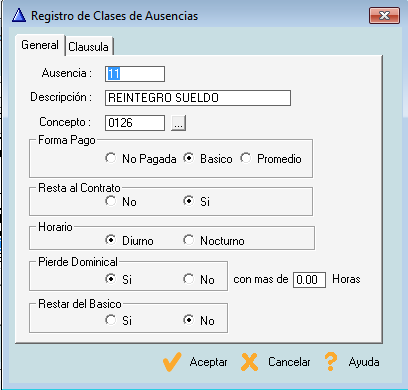 Registro de Clases de Ausencias
General Clausula
Ausencia : 11
Descripción : REINTEGRO SUELDO
Concepto : 0126 ...
Forma Pago
No Pagada Basico Promedio
Resta al Contrato
No Si
Horario
Diurno Nocturno
Pierde Dominical
Si No con mas de 0.00 Horas
Restar del Basico
Si No
Aceptar Cancelar ? Ayuda